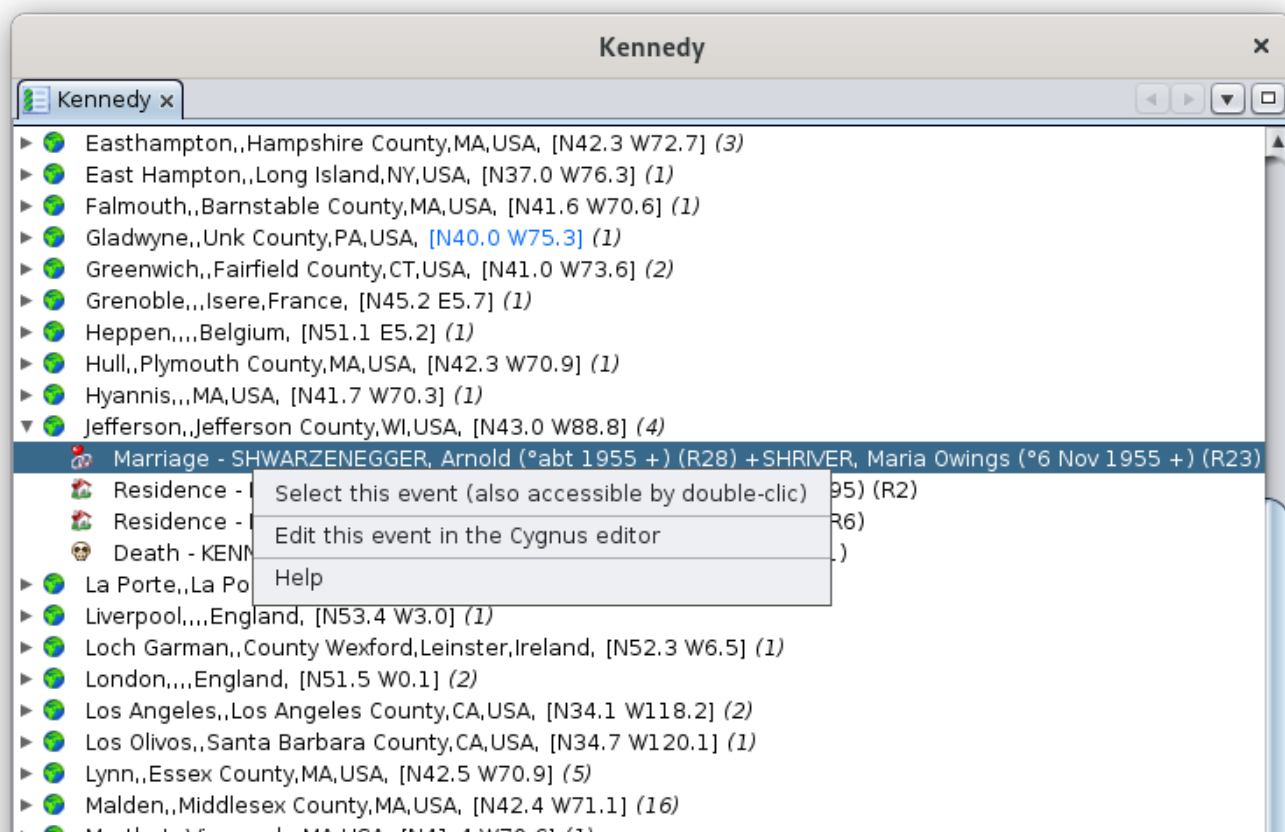 Kennedy
Kennedy
Easthampton,,Hampshire County,MA,USA, [N42.3 W72.7] (3)
East Hampton,,Long Island,NY,USA, [N37.0 W76.3] (1)
Falmouth,,Barnstable County,MA,USA, [N41.6 W70.6] (1)
Gladwyne,,Unk County,PA,USA, [N40.0 W75.3] (1)
Greenwich,,Fairfield County,CT,USA, [N41.0 W73.6] (2)
Grenoble,,,Isere,France, [N45.2 E5.7] (1)
Heppen,,,,Belgium, [N51.1 E5.2] (1)
Hull,,Plymouth County,MA,USA, [N42.3 W70.9] (1)
Hyannis,,,MA,USA, [N41.7 W70.3] (1)
Jefferson,,Jefferson County,WI,USA, [N43.0 W88.8] (4)
Marriage - SHWARZENEGGER, Arnold (°abt 1955 +) (R28) +SHRIVER, Maria Owings (°6 Nov 1955 +) (R23)
Residence - 95) (R2)
Residence - R6)
Death - KENN .)
Select this event (also accessible by double-clic)
Edit this event in the Cygnus editor
Help
La Porte,,La Po
Liverpool,,,,England, [N53.4 W3.0] (1)
Loch Garman,,County Wexford,Leinster,Ireland, [N52.3 W6.5] (1)
London,,,,England, [N51.5 W0.1] (2)
Los Angeles,,Los Angeles County,CA,USA, [N34.1 W118.2] (2)
Los Olivos,,Santa Barbara County,CA,USA, [N34.7 W120.1] (1)
Lynn,,Essex County,MA,USA, [N42.5 W70.9] (5)
Malden,,Middlesex County,MA,USA, [N42.4 W71.1] (16)